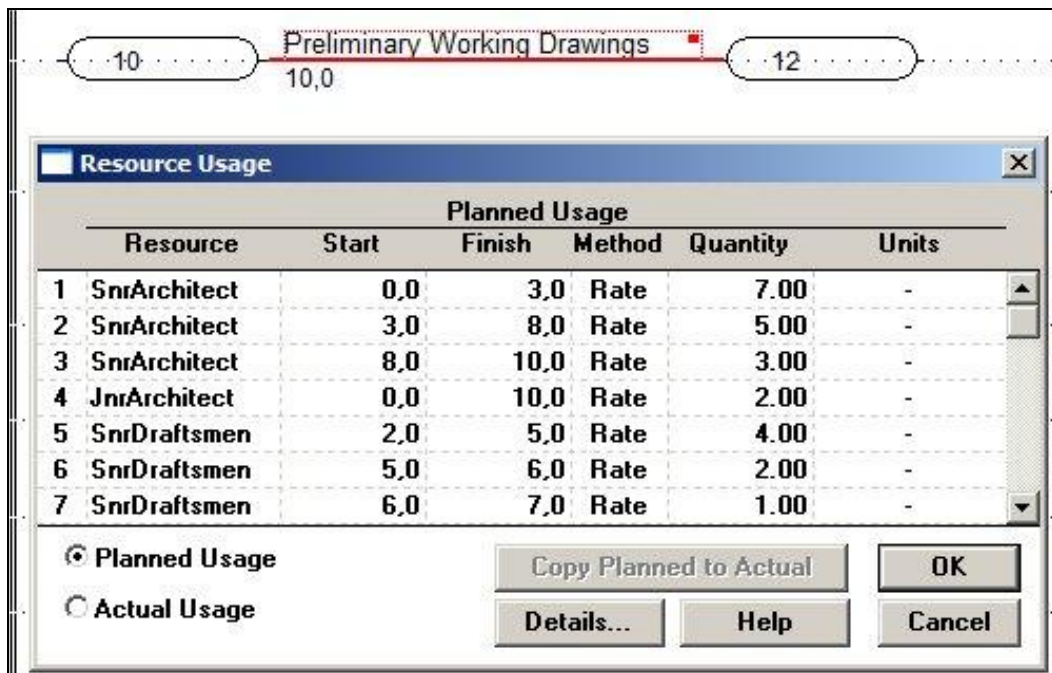 Preliminary Working Drawings
10 12
10,0
Resource Usage
Planned Usage
Resource Start Finish Method Quantity Units
1 SnrArchitect 0,0 3,0 Rate 7.00 -
2 SnrArchitect 3,0 8,0 Rate 5.00 -
3 SnrArchitect 8,0 10,0 Rate 3.00 -
4 JnrArchitect 0,0 10,0 Rate 2.00 -
5 SnrDraftsmen 2,0 5,0 Rate 4.00 -
6 SnrDraftsmen 5,0 6,0 Rate 2.00 -
7 SnrDraftsmen 6,0 7,0 Rate 1.00 -
Planned Usage Copy Planned to Actual OK
Actual Usage Details... Help Cancel